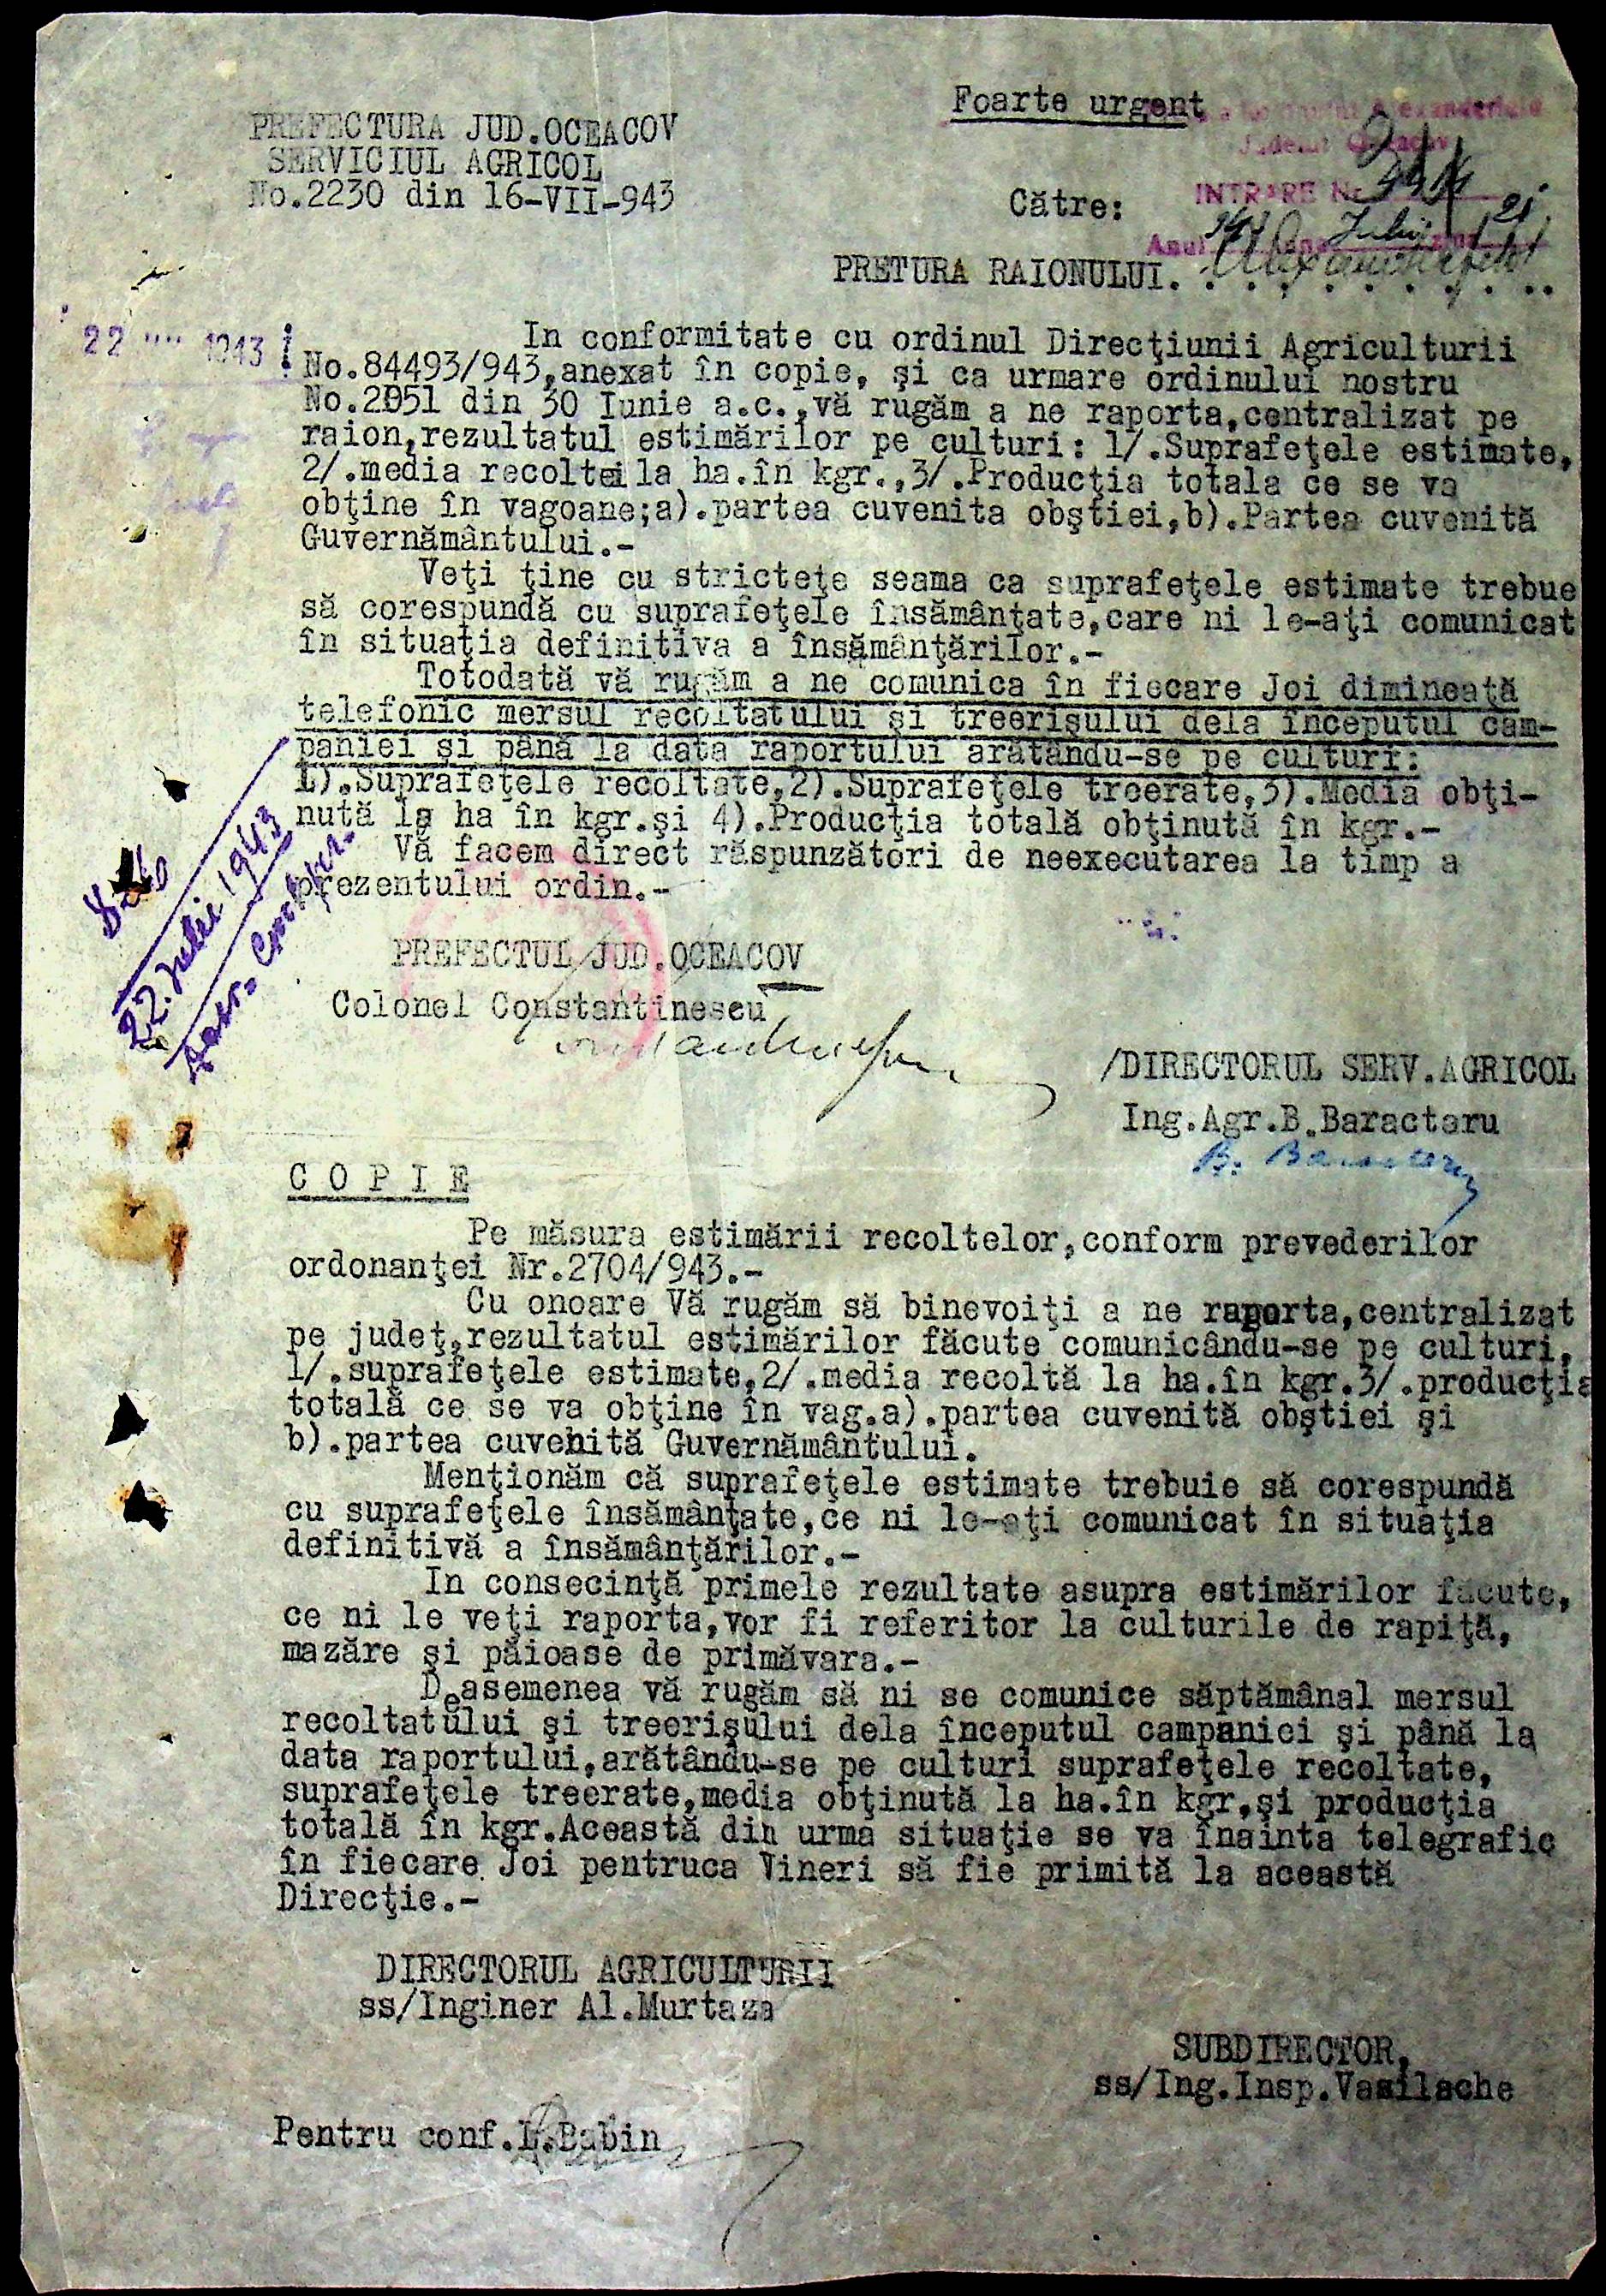 Foarte urgent
PREFECTURA JUD.OCEACOV
SERVICIUL AGRICOL
No.2230 din 16-VII-943
Judetul Oceacov
INTRARE Nr.
Către:
Anul Iulie 21
PRETURA RAIONULUI. Alexanderfeld
22 1943
In conformitate cu ordinul Direcţiunii Agriculturii
No.84493/943,anexat în copie, şi ca urmare ordinului nostru
No.2051 din 30 Iunie a.c.,vă rugăm a ne raporta,centralizat pe
raion,rezultatul estimărilor pe culturi: 1/.Suprafeţele estimate,
2/.media recoltei la ha.în kgr.,3/.Producţia totala ce se va
obţine în vagoane;a).partea cuvenita obştiei,b).Partea cuvenită
Guvernământului.-
Veţi ţine cu stricteţe seama ca suprafeţele estimate trebue
să corespundă cu suprafeţele însământate,care ni le-aţi comunicat
în situaţia definitiva a însământărilor.-
Totodată vă rugăm a ne comunica în fiecare Joi dimineaţă
telefonic mersul recoltatului şi treerişului dela începutul cam-
paniei şi până la data raportului arătându-se pe culturi:
1).Suprafeţele recoltate,2).Suprafeţele treerate,3).Media obţi-
nută la ha în kgr.şi 4).Producţia totală obţinută în kgr.-
Vă facem direct răspunzători de neexecutarea la timp a
prezentului ordin.-
22.Iulie 1943
PREFECTUL JUD.OCEACOV
Colonel Constantinescu
/DIRECTORUL SERV.AGRICOL
Ing.Agr.B.Baractaru
B. Baractaru
C O P I E
Pe măsura estimării recoltelor,conform prevederilor
ordonanţei Nr.2704/943.-
Cu onoare Vă rugăm să binevoiţi a ne raporta,centralizat
pe judeţ,rezultatul estimărilor făcute comunicându-se pe culturi,
1/.suprafeţele estimate,2/.media recoltă la ha.în kgr.3/.producţia
totală ce se va obţine în vag.a).partea cuvenită obştiei şi
b).partea cuvenită Guvernământului.
Menţionăm că suprafeţele estimate trebuie să corespundă
cu suprafeţele însământate,ce ni le-aţi comunicat în situaţia
definitivă a însământărilor.-
In consecinţă primele rezultate asupra estimărilor făcute,
ce ni le veţi raporta,vor fi referitor la culturile de rapiţă,
mazăre şi păioase de primăvara.-
Deasemenea vă rugăm să ni se comunice săptămânal mersul
recoltatului şi treerişului dela începutul campaniei şi până la
data raportului,arătându-se pe culturi suprafeţele recoltate,
suprafeţele treerate,media obţinută la ha.în kgr,şi producţia
totală în kgr.Această din urma situaţie se va înainta telegrafic
în fiecare Joi pentruca Vineri să fie primită la această
Direcţie.-
DIRECTORUL AGRICULTURII
ss/Inginer Al.Murtaza
SUBDIRECTOR,
ss/Ing.Insp.Vasilache
Pentru conf.L.Babin